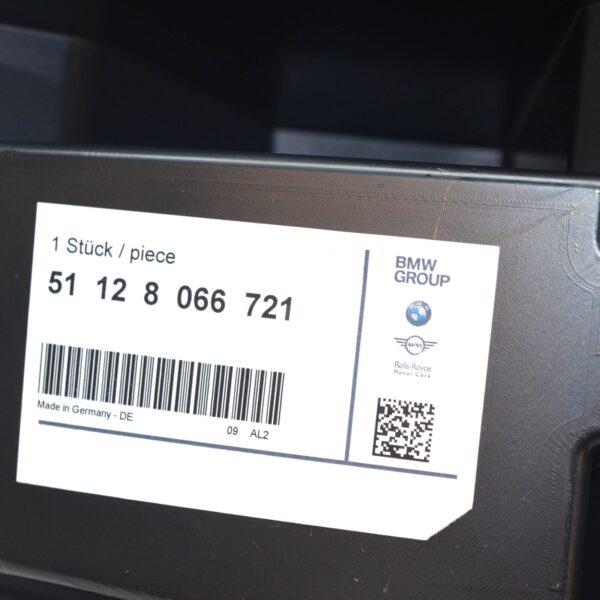 1 Stück / piece
51 12 8 066 721
Made in Germany - DE
09 AL2
BMW
GROUP
MINI
Rolls-Royce
Motor Cars